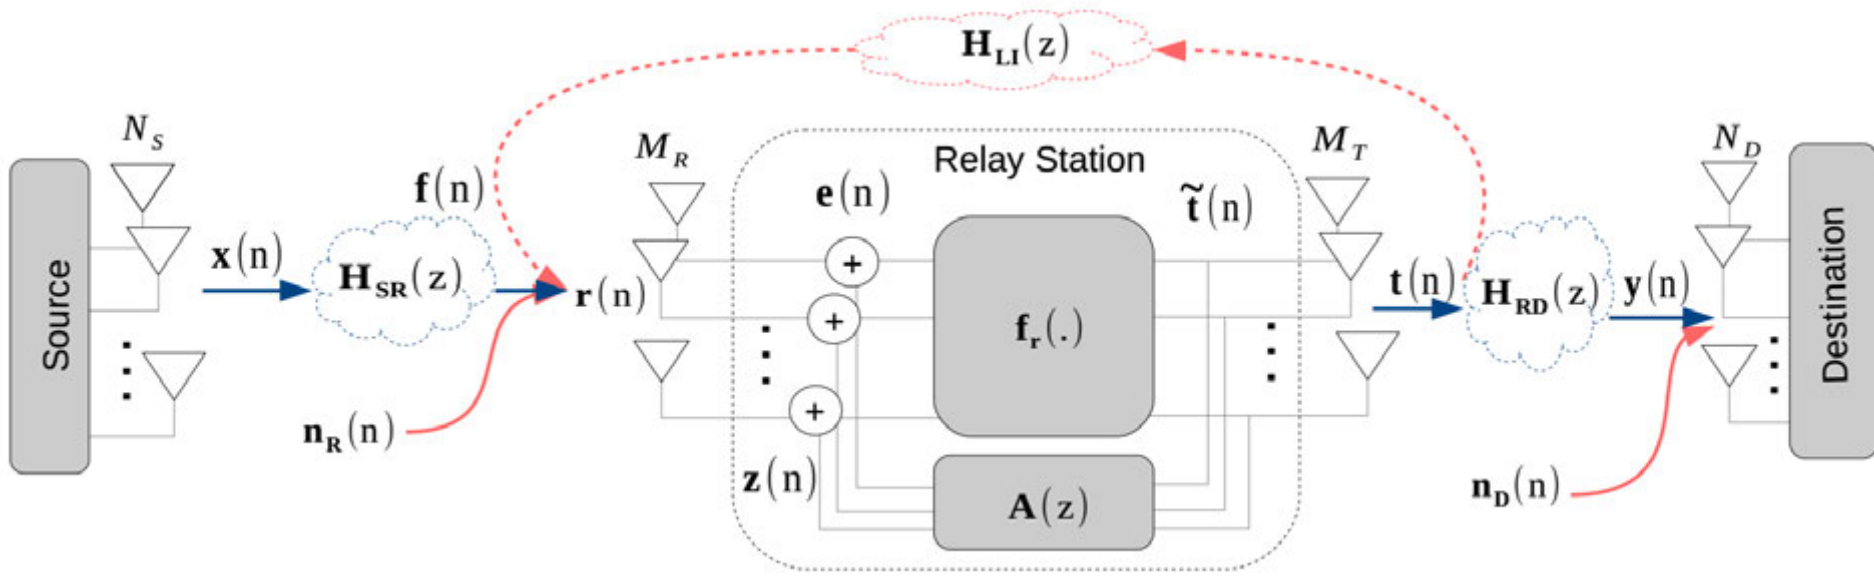 H_LI(z)
N_S
M_R
M_T
N_D
Relay Station
f(n)
e(n)
t̃(n)
x(n)
H_SR(z)
r(n)
t(n)
H_RD(z)
y(n)
Source
+
+
+
f_r(.)
Destination
n_R(n)
z(n)
A(z)
n_D(n)